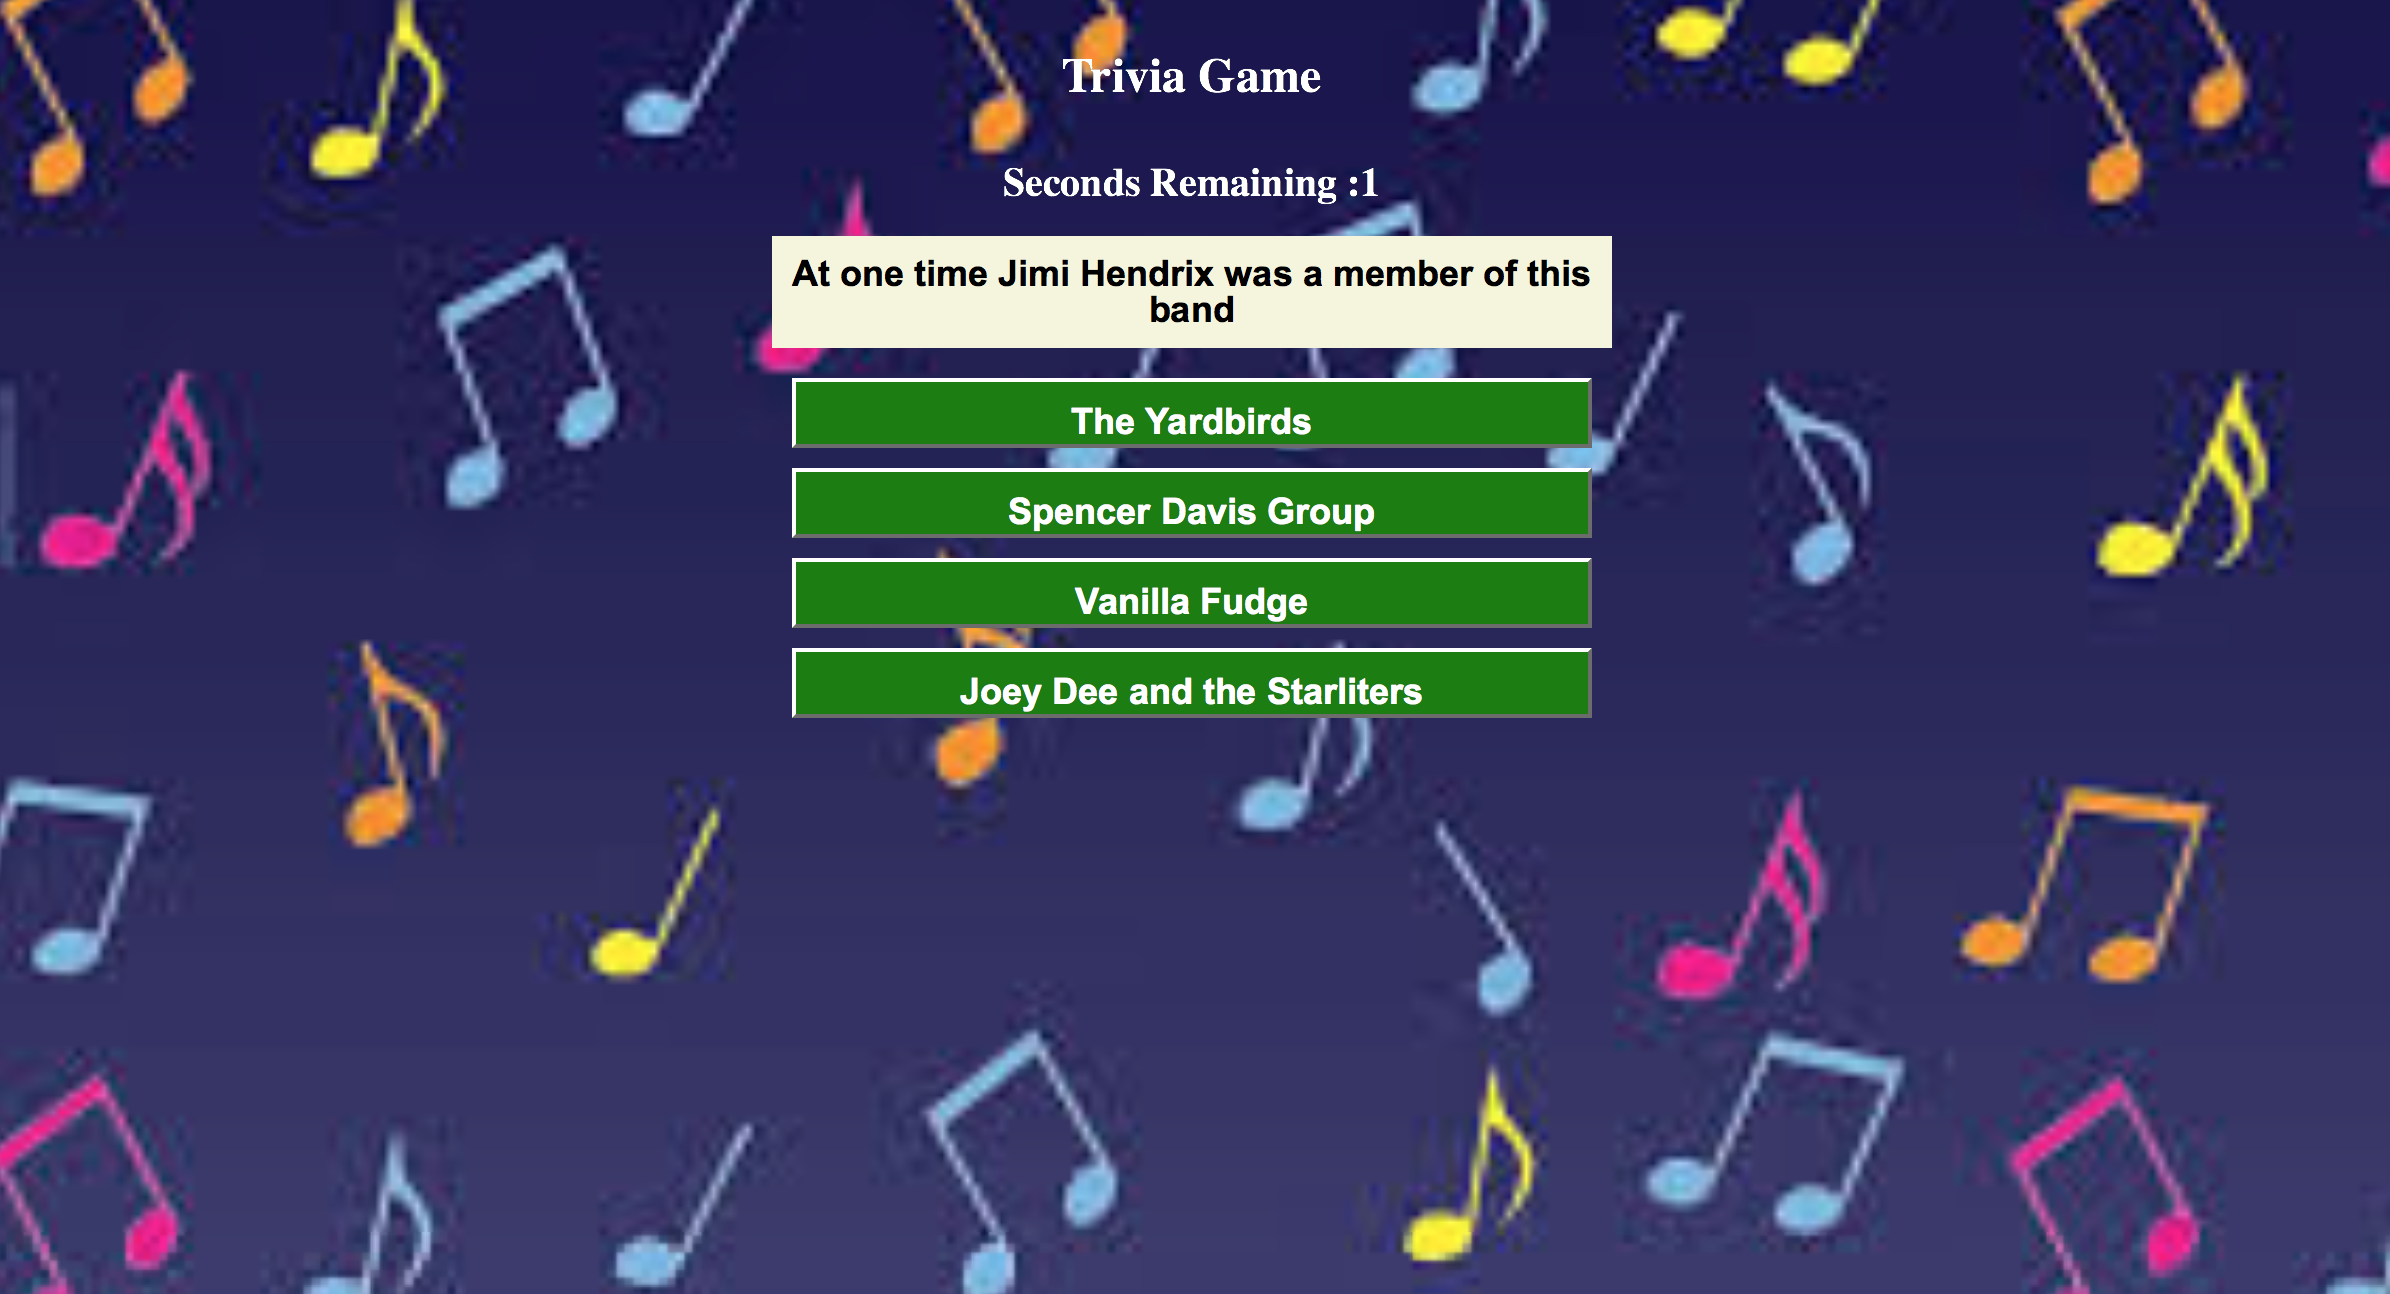 Trivia Game
Seconds Remaining :1
At one time Jimi Hendrix was a member of this
band
The Yardbirds
Spencer Davis Group
Vanilla Fudge
Joey Dee and the Starliters